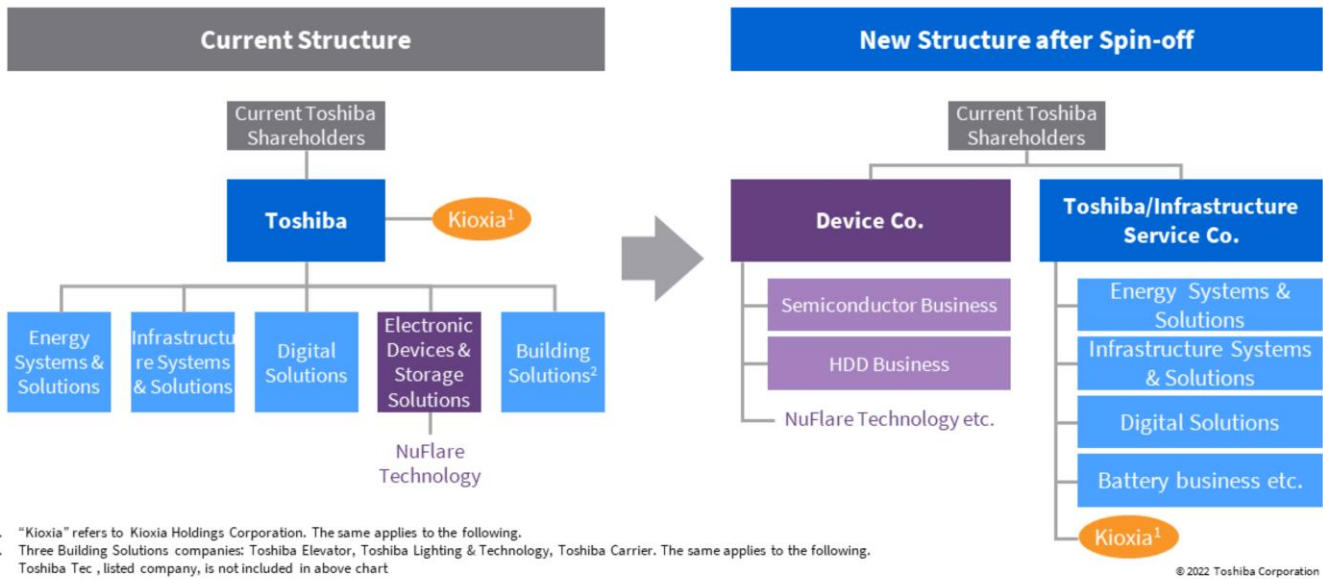 Current Structure
Current Toshiba
Shareholders
Toshiba
Kioxia1
Energy
Systems &
Solutions
Infrastructu
re Systems
& Solutions
Digital
Solutions
Electronic
Devices &
Storage
Solutions
Building
Solutions2
NuFlare
Technology
New Structure after Spin-off
Current Toshiba
Shareholders
Device Co.
Semiconductor Business
HDD Business
NuFlare Technology etc.
Toshiba/Infrastructure
Service Co.
Energy Systems &
Solutions
Infrastructure Systems
& Solutions
Digital Solutions
Battery business etc.
Kioxia1
. "Kioxia" refers to Kioxia Holdings Corporation. The same applies to the following.
. Three Building Solutions companies: Toshiba Elevator, Toshiba Lighting & Technology, Toshiba Carrier. The same applies to the following.
Toshiba Tec , listed company, is not included in above chart
© 2022 Toshiba Corporation